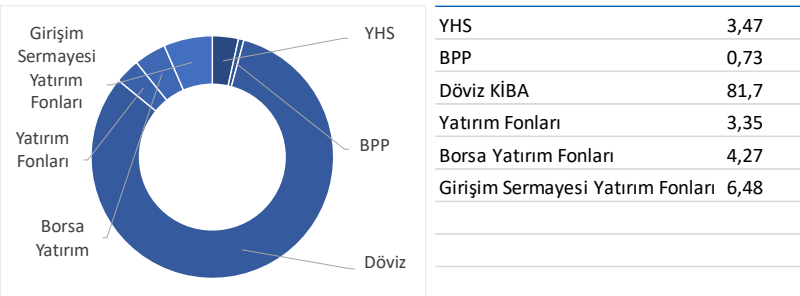 Girişim
Sermayesi
Yatırım
Fonları
Yatırım
Fonları
Borsa
Yatırım
YHS
BPP
Döviz
YHS 3,47
BPP 0,73
Döviz KİBA 81,7
Yatırım Fonları 3,35
Borsa Yatırım Fonları 4,27
Girişim Sermayesi Yatırım Fonları 6,48